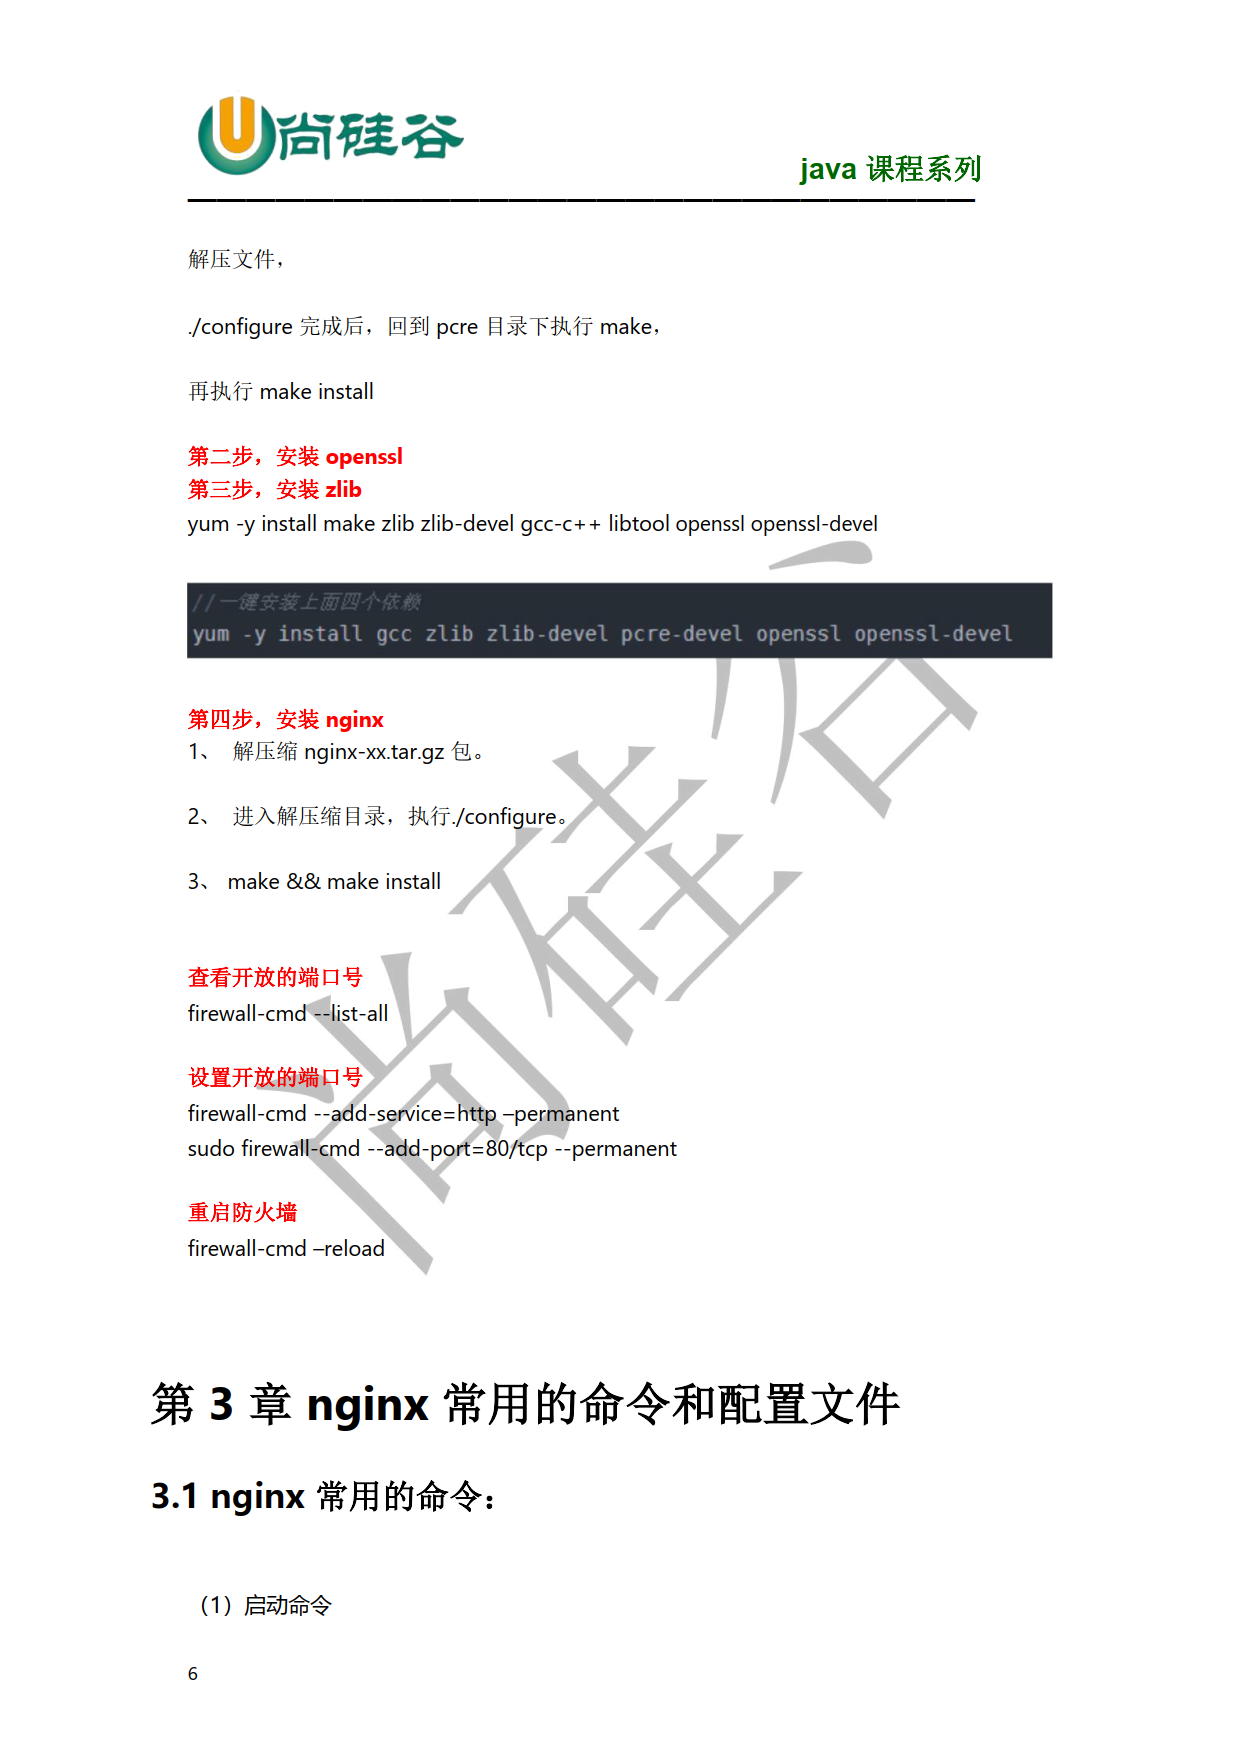 尚硅谷
java 课程系列
解压文件，
./configure 完成后，回到 pcre 目录下执行 make，
再执行 make install
第二步，安装 openssl
第三步，安装 zlib
yum -y install make zlib zlib-devel gcc-c++ libtool openssl openssl-devel
//一键安装上面四个依赖
yum -y install gcc zlib zlib-devel pcre-devel openssl openssl-devel
第四步，安装 nginx
1、 解压缩 nginx-xx.tar.gz 包。
2、 进入解压缩目录，执行./configure。
3、 make && make install
查看开放的端口号
firewall-cmd --list-all
设置开放的端口号
firewall-cmd --add-service=http –permanent
sudo firewall-cmd --add-port=80/tcp --permanent
重启防火墙
firewall-cmd –reload
尚硅谷
第 3 章 nginx 常用的命令和配置文件
3.1 nginx 常用的命令：
（1）启动命令
6